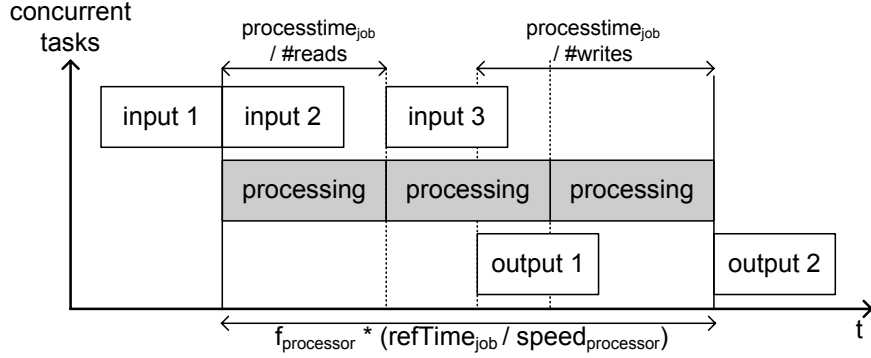 concurrent
tasks
processtime_job
/ #reads
processtime_job
/ #writes
input 1
input 2
input 3
processing
processing
processing
output 1
output 2
t
f_processor * (refTime_job / speed_processor)